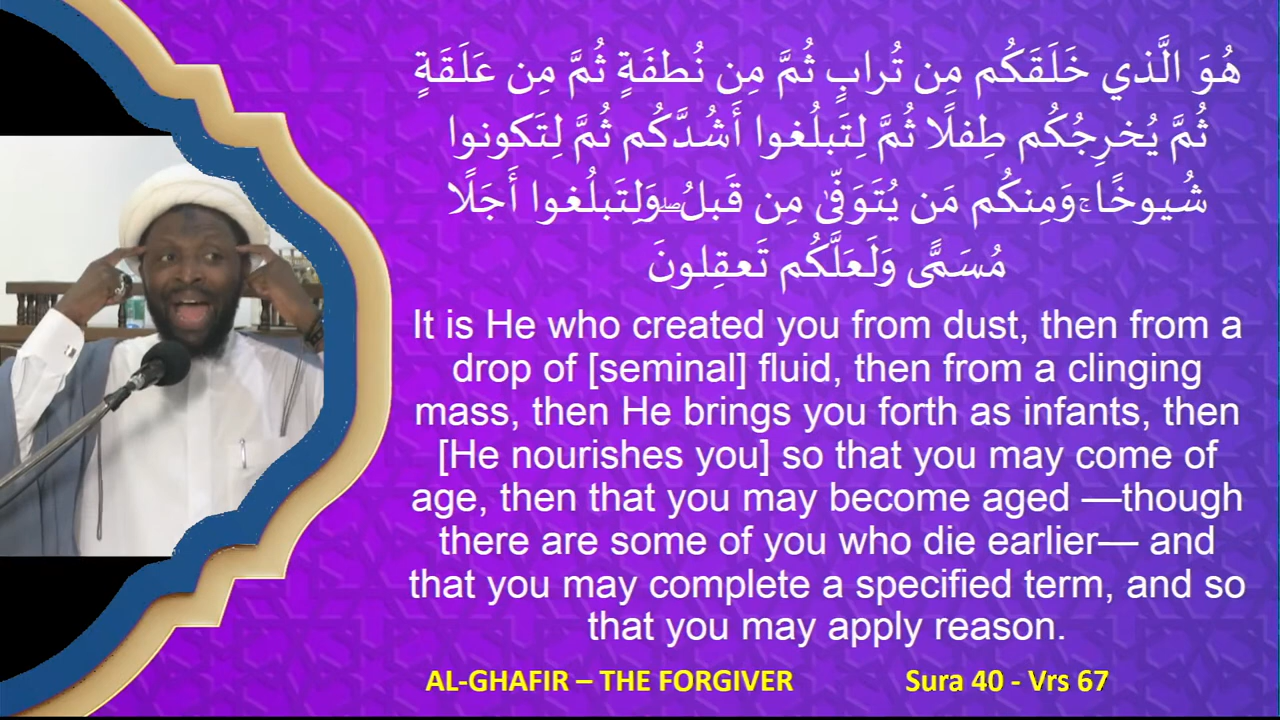 هُوَ الَّذي خَلَقَكُم مِن تُرابٍ ثُمَّ مِن نُطفَةٍ ثُمَّ مِن عَلَقَةٍ
ثُمَّ يُخرِجُكُم طِفلًا ثُمَّ لِتَبلُغوا أَشُدَّكُم ثُمَّ لِتَكونوا
شُيوخًا ۚ وَمِنكُم مَن يُتَوَفّىٰ مِن قَبلُ ۖ وَلِتَبلُغوا أَجَلًا
مُسَمًّى وَلَعَلَّكُم تَعقِلونَ
It is He who created you from dust, then from a
drop of [seminal] fluid, then from a clinging
mass, then He brings you forth as infants, then
[He nourishes you] so that you may come of
age, then that you may become aged —though
there are some of you who die earlier— and
that you may complete a specified term, and so
that you may apply reason.
AL-GHAFIR – THE FORGIVER Sura 40 - Vrs 67